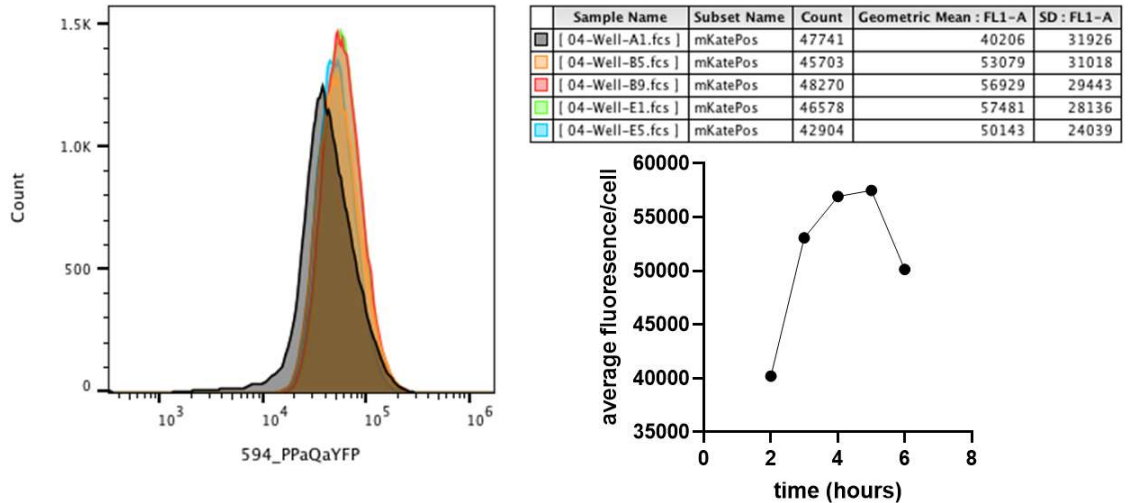 1.5K
1.0K
500
0
Count
10^3 10^4 10^5 10^6
594_PPaQaYFP
Sample Name Subset Name Count Geometric Mean : FL1-A SD : FL1-A
[ 04-Well-A1.fcs ] mKatePos 47741 40206 31926
[ 04-Well-B5.fcs ] mKatePos 45703 53079 31018
[ 04-Well-B9.fcs ] mKatePos 48270 56929 29443
[ 04-Well-E1.fcs ] mKatePos 46578 57481 28136
[ 04-Well-E5.fcs ] mKatePos 42904 50143 24039
60000
55000
50000
45000
40000
35000
average fluoresence/cell
0 2 4 6 8
time (hours)